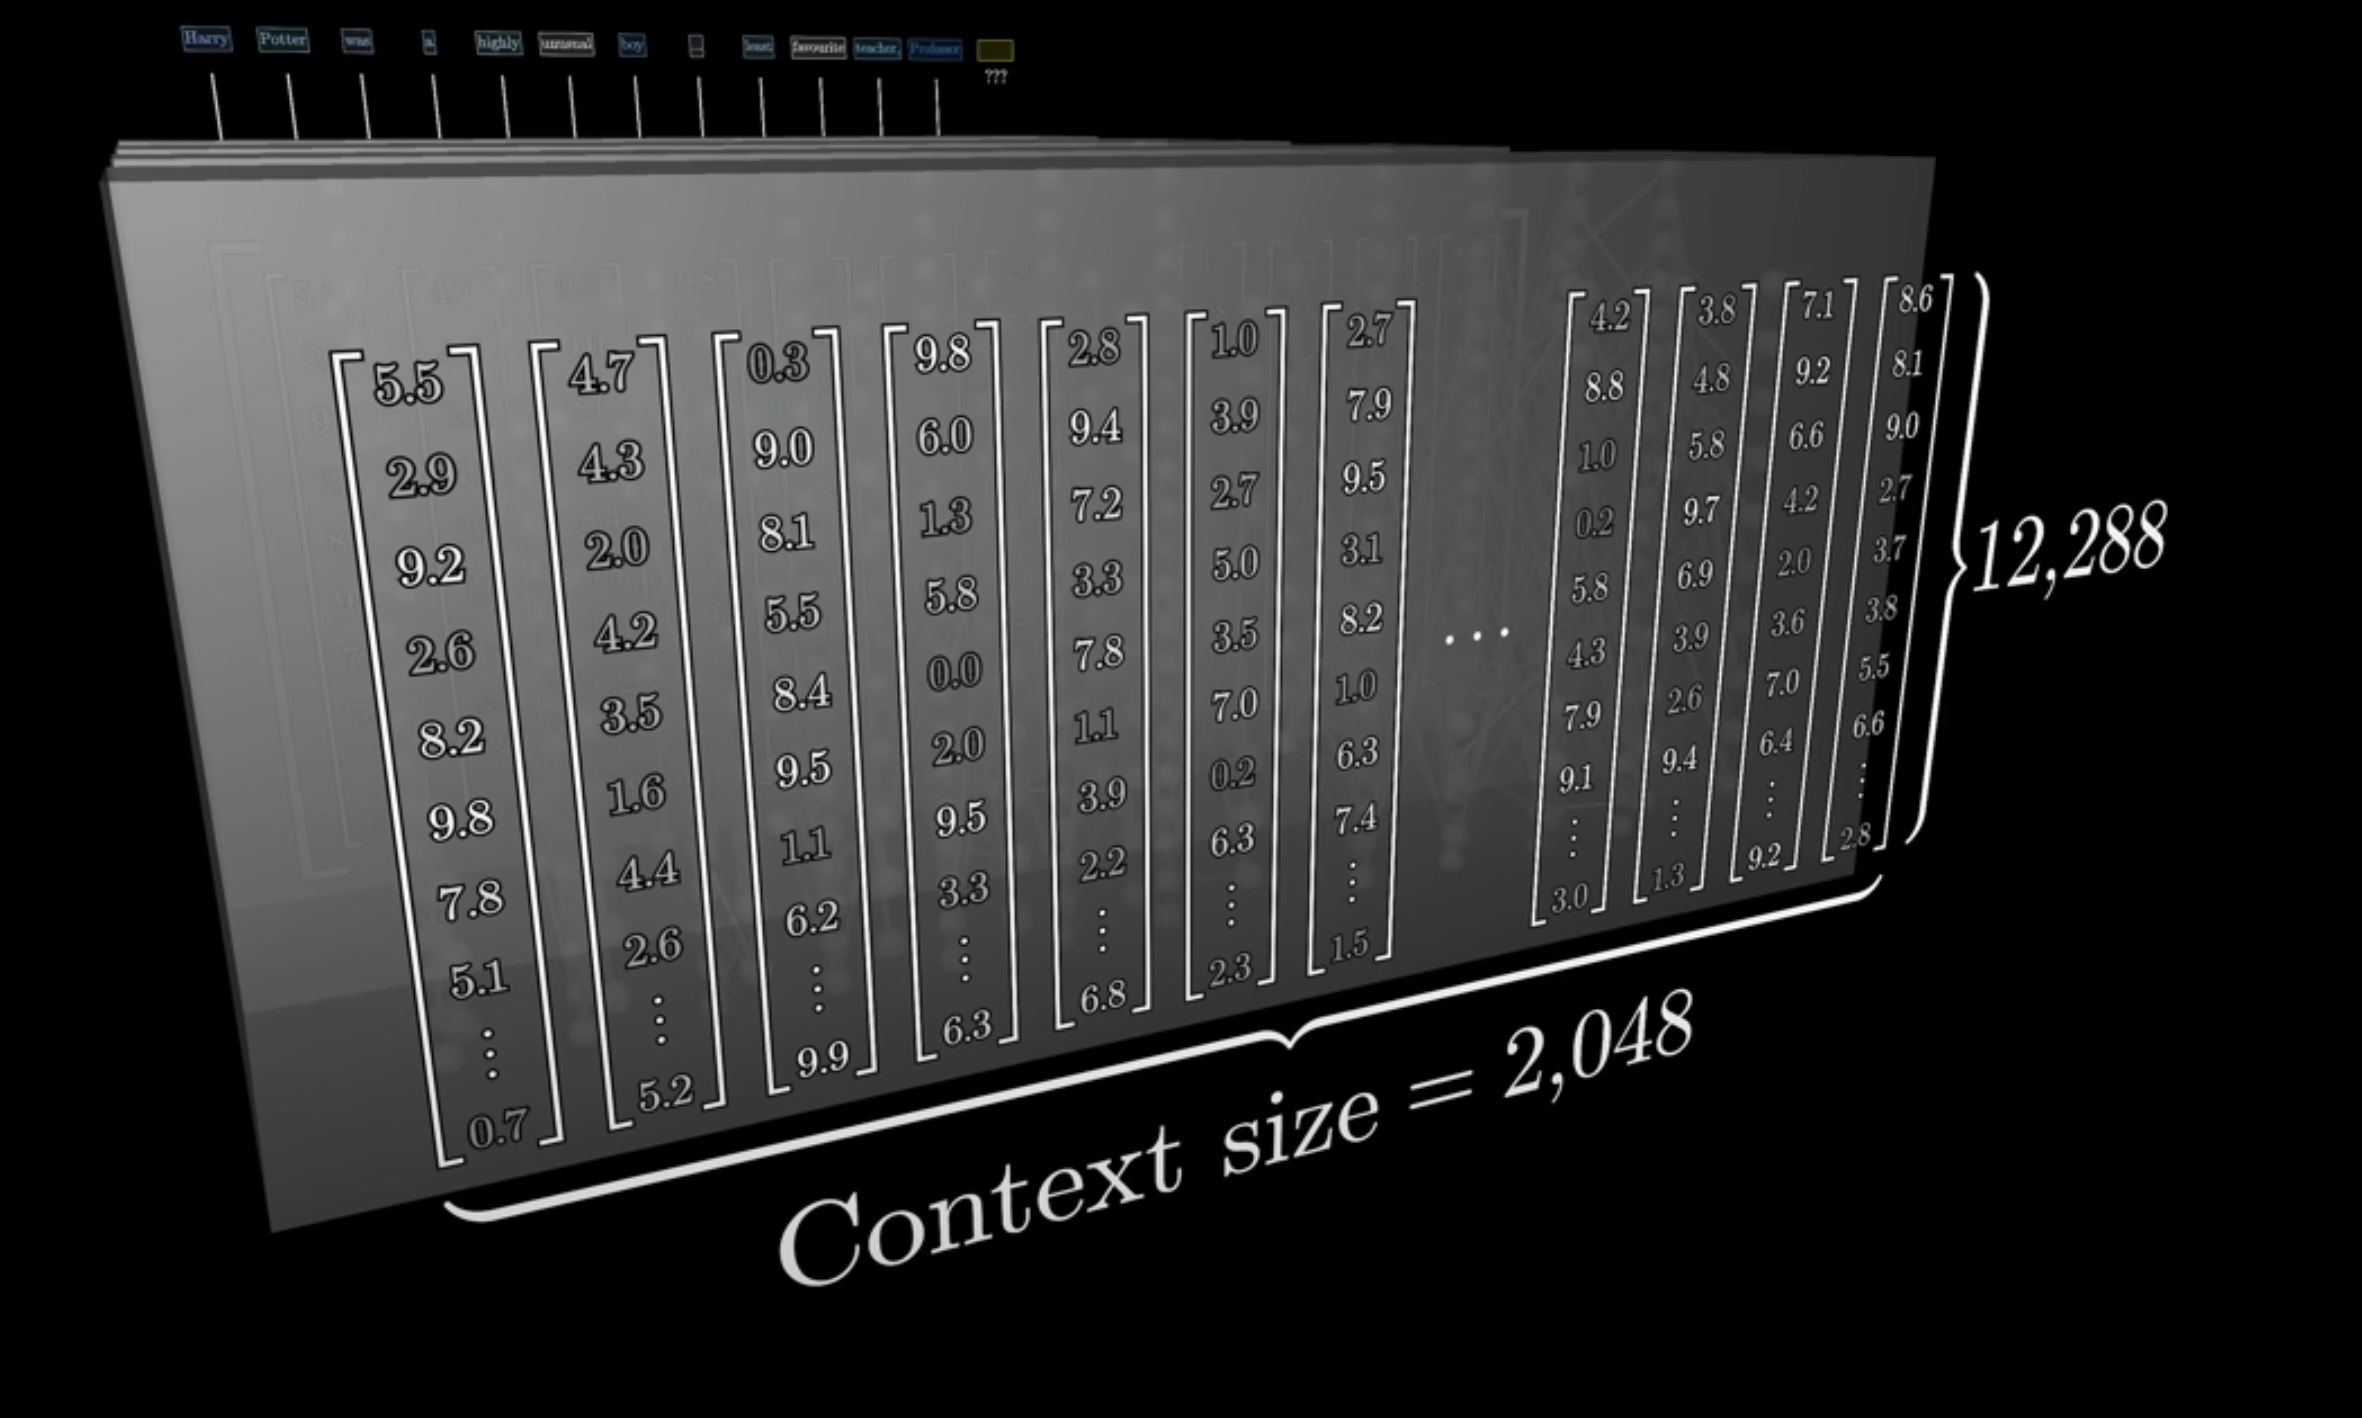 Harry Potter was a highly unusual boy ... least favourite teacher, Professor
???
5.5 4.7 0.3 9.8 2.8 1.0 2.7 4.2 3.8 7.1 8.6
2.9 4.3 9.0 6.0 9.4 3.9 7.9 8.8 4.8 9.2 8.1
9.2 2.0 8.1 1.3 7.2 2.7 9.5 1.0 5.8 6.6 9.0
2.6 4.2 5.5 5.8 3.3 5.0 3.1 0.2 9.7 4.2 2.7
8.2 3.5 8.4 0.0 7.8 3.5 8.2 ... 5.8 6.9 2.0 3.7
9.8 1.6 9.5 2.0 1.1 7.0 1.0 4.3 3.9 3.6 3.8
7.8 4.4 1.1 9.5 3.9 0.2 6.3 7.9 2.6 7.0 5.5
5.1 2.6 6.2 3.3 2.2 6.3 7.4 9.1 9.4 6.4 6.6
⋮ ⋮ ⋮ ⋮ ⋮ ⋮ ⋮ ⋮ ⋮ ⋮ ⋮
0.7 5.2 9.9 6.3 6.8 2.3 1.5 3.0 1.3 9.2 2.8
12,288
Context size = 2,048